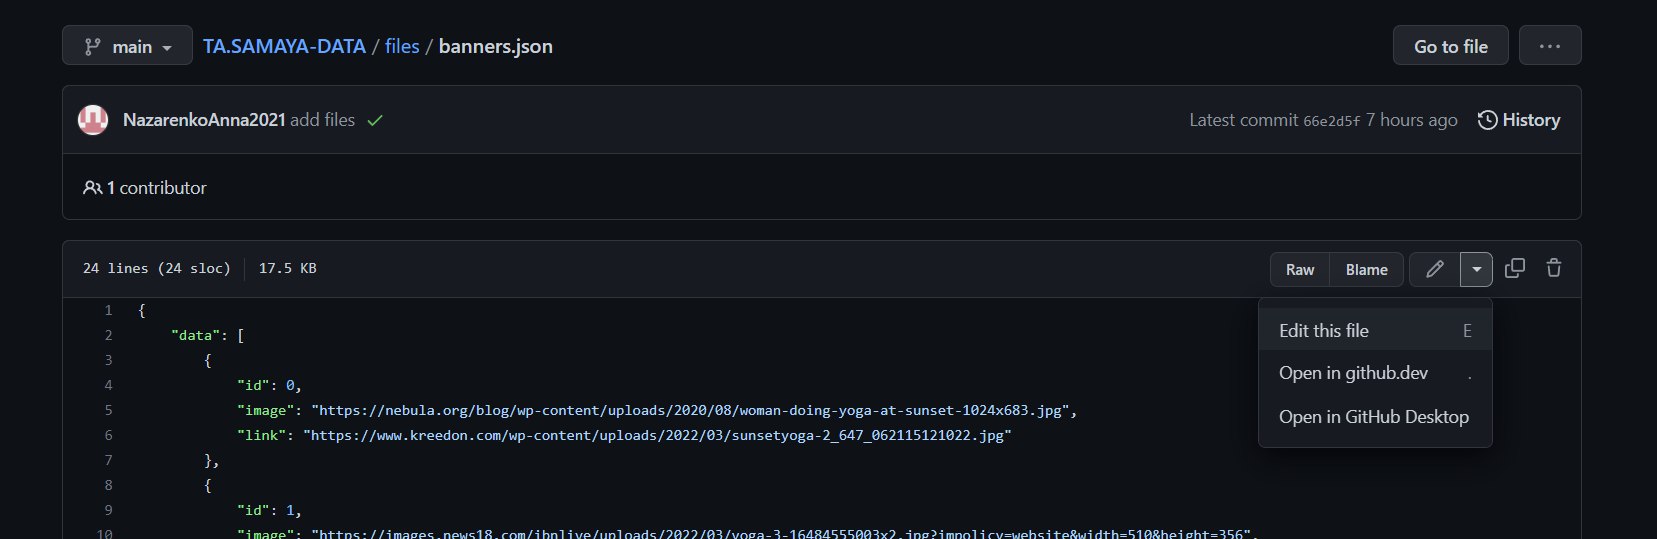 main TA.SAMAYA-DATA / files / banners.json Go to file ...
NazarenkoAnna2021 add files Latest commit 66e2d5f 7 hours ago History
1 contributor
24 lines (24 sloc) 17.5 KB Raw Blame
1 {
2 "data": [
3 {
4 "id": 0,
5 "image": "https://nebula.org/blog/wp-content/uploads/2020/08/woman-doing-yoga-at-sunset-1024x683.jpg",
6 "link": "https://www.kreedon.com/wp-content/uploads/2022/03/sunsetyoga-2_647_062115121022.jpg"
7 },
8 {
9 "id": 1,
10 "image": "https://images.news18.com/ibnlive/uploads/2022/03/yoga-3-16484555003x2.jpg?impolicy=website&width=510&height=356",
Edit this file E
Open in github.dev .
Open in GitHub Desktop